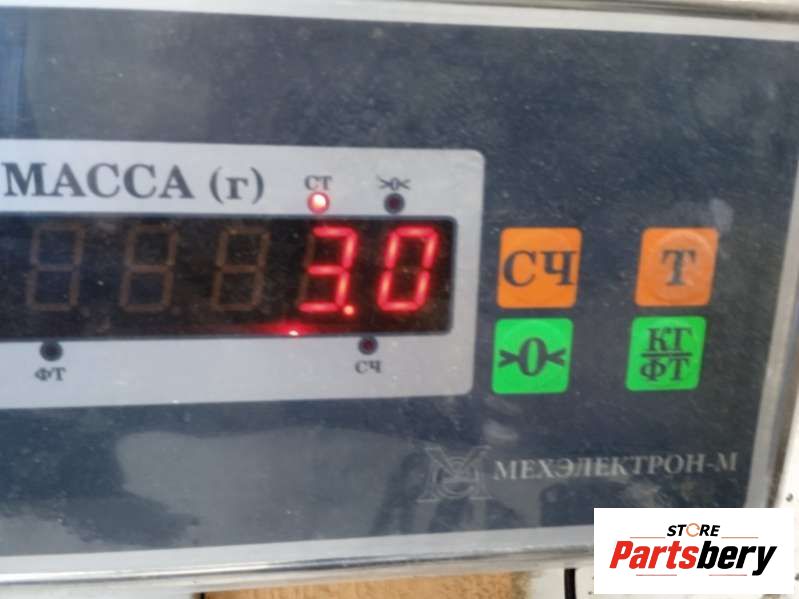 МАССА (г)
СТ >0<
3.0
ФТ СЧ
СЧ Т
>0< КГ
ФТ
МЕХЭЛЕКТРОН-М
STORE
Partsbery